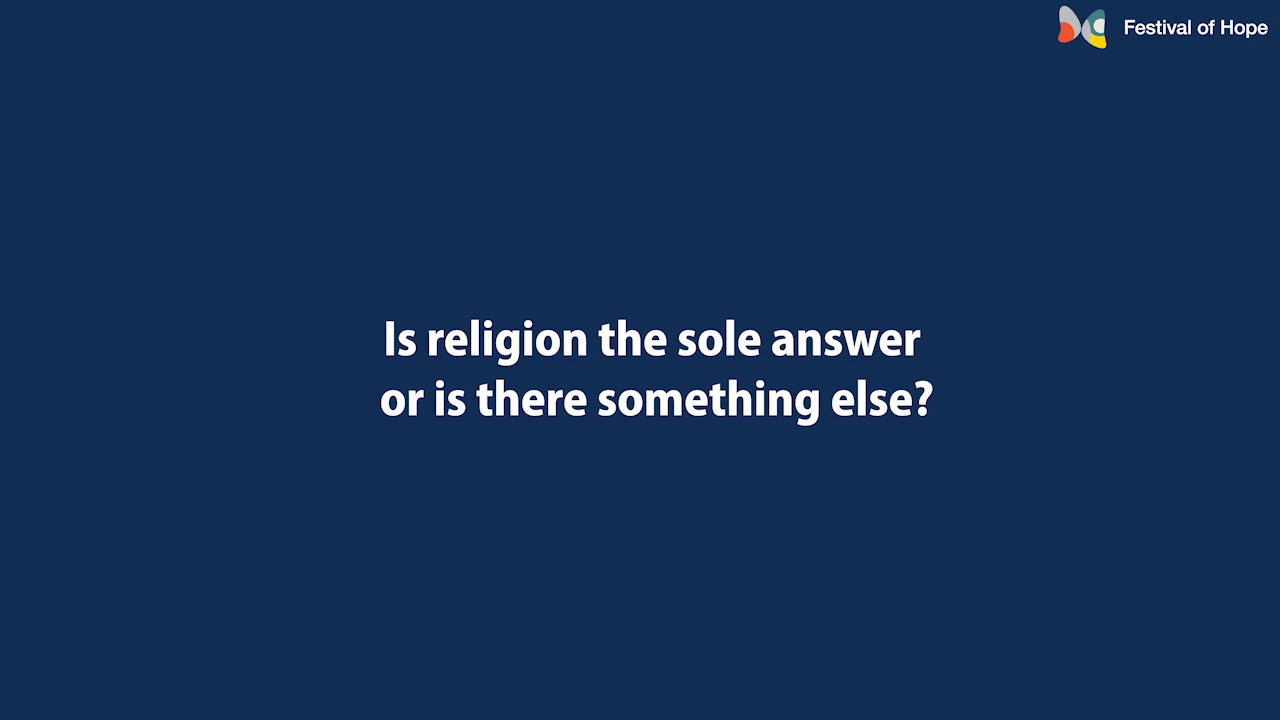 Festival of Hope
Is religion the sole answer
or is there something else?